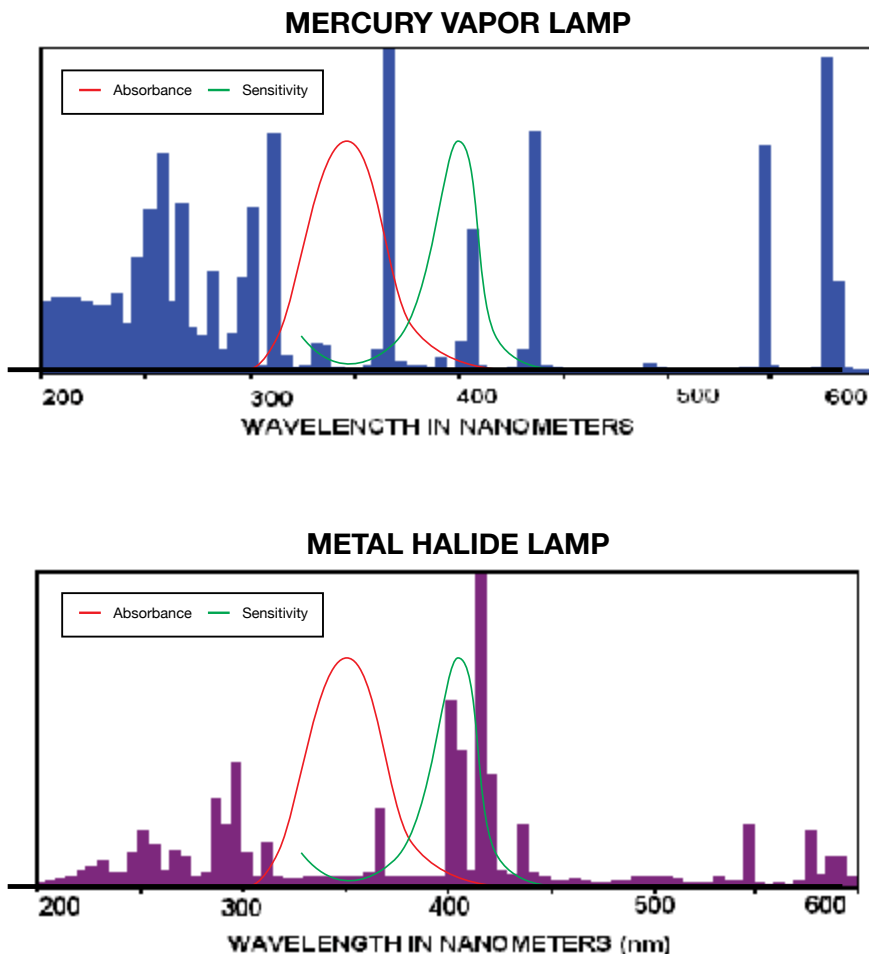 MERCURY VAPOR LAMP
Absorbance Sensitivity
200 300 400 500 600
WAVELENGTH IN NANOMETERS
METAL HALIDE LAMP
Absorbance Sensitivity
200 300 400 500 600
WAVELENGTH IN NANOMETERS (nm)